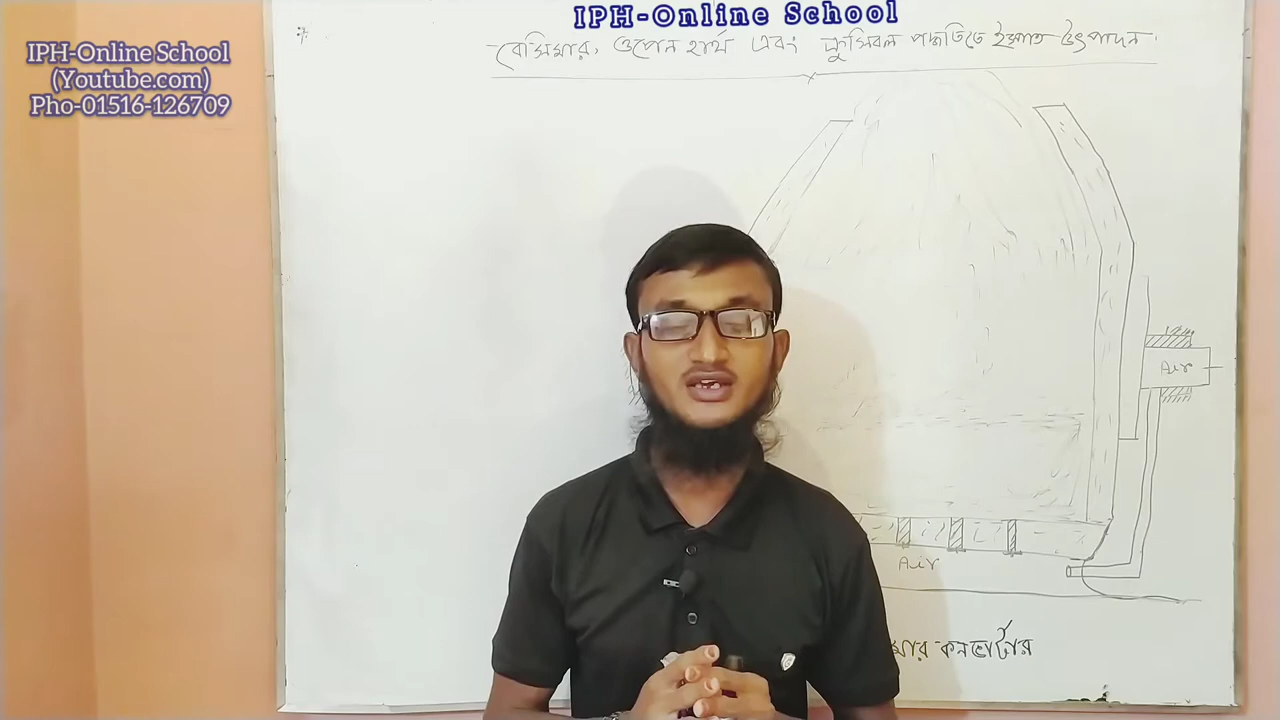 IPH-Online School
IPH-Online School
(Youtube.com)
Pho-01516-126709
বেসিমার, ওপেন হার্থ এবং ক্রুসিবল পদ্ধতিতে ইস্পাত উৎপাদন।
Air
Air
মার কনভার্টার